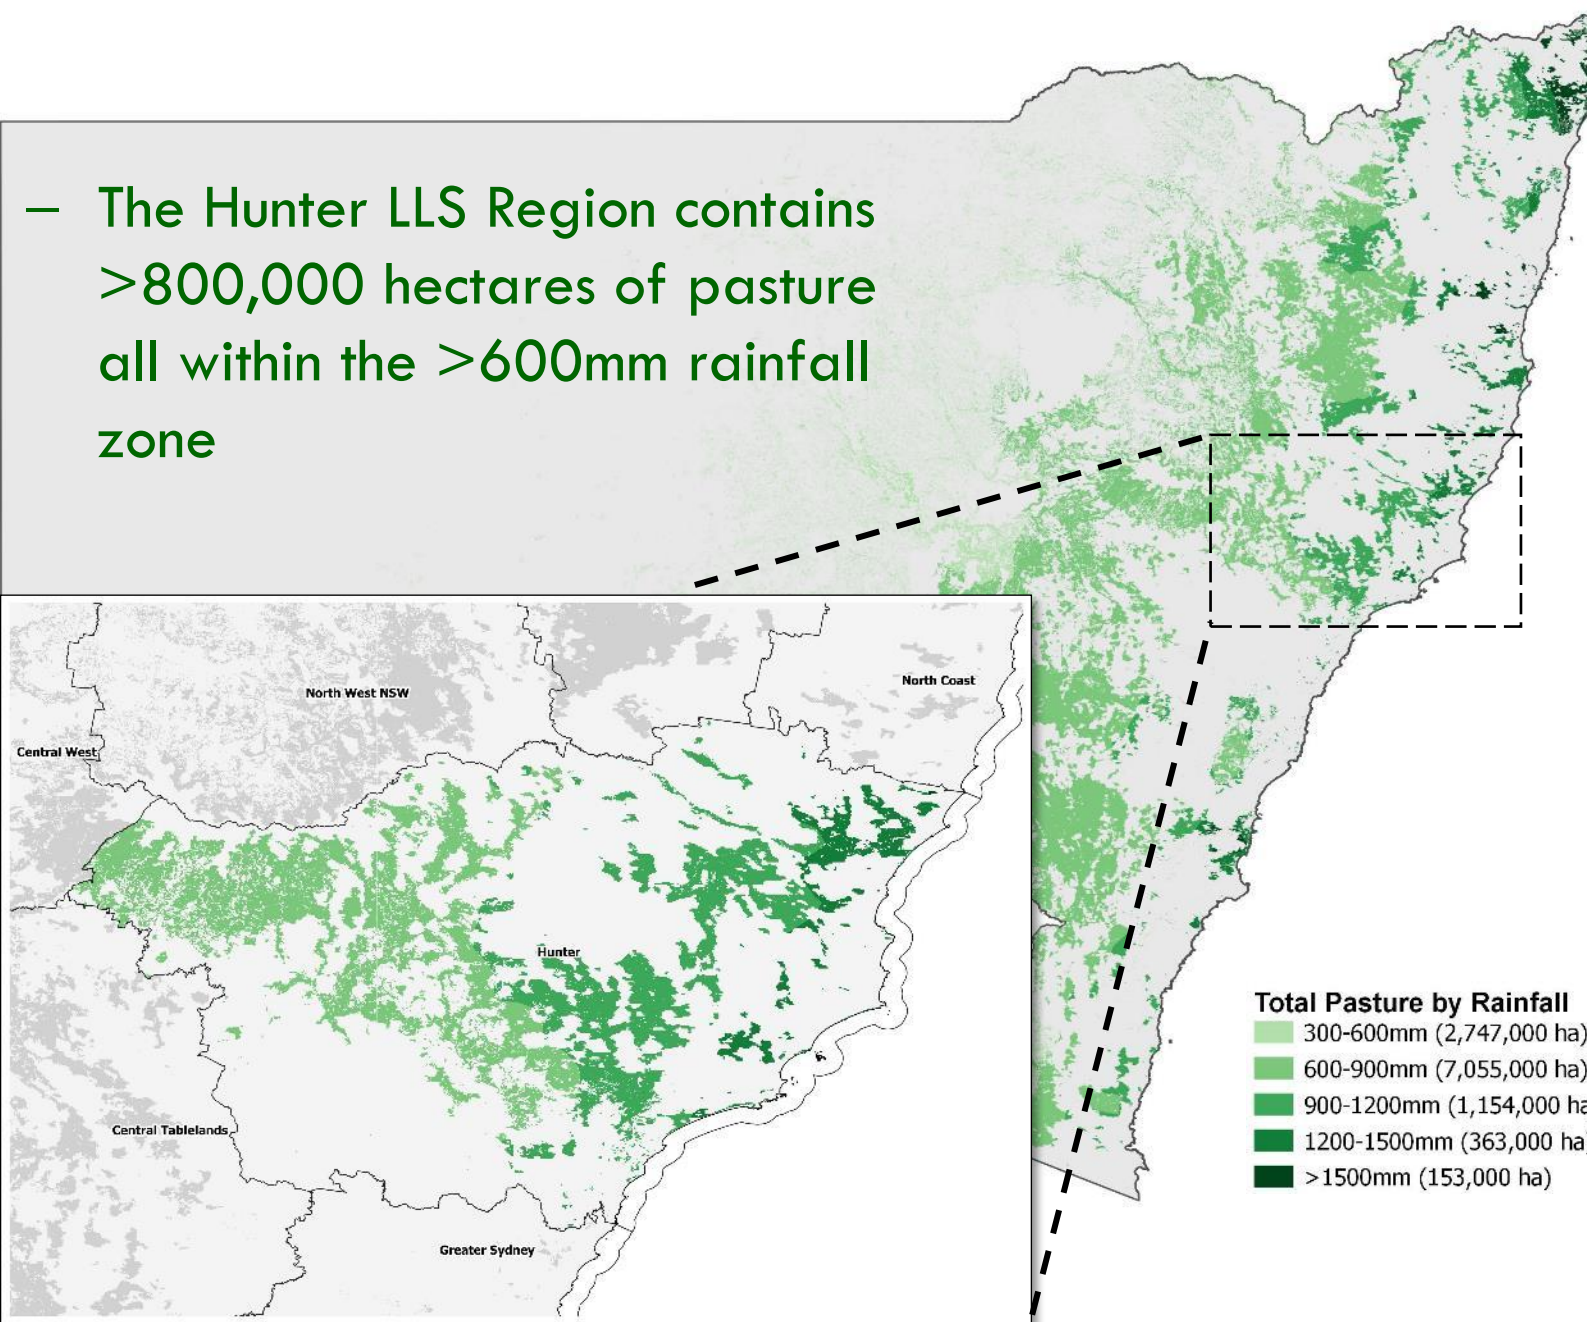 – The Hunter LLS Region contains
>800,000 hectares of pasture
all within the >600mm rainfall
zone
North West NSW
North Coast
Central West
Hunter
Central Tablelands
Greater Sydney
Total Pasture by Rainfall
300-600mm (2,747,000 ha)
600-900mm (7,055,000 ha)
900-1200mm (1,154,000 ha
1200-1500mm (363,000 ha)
>1500mm (153,000 ha)